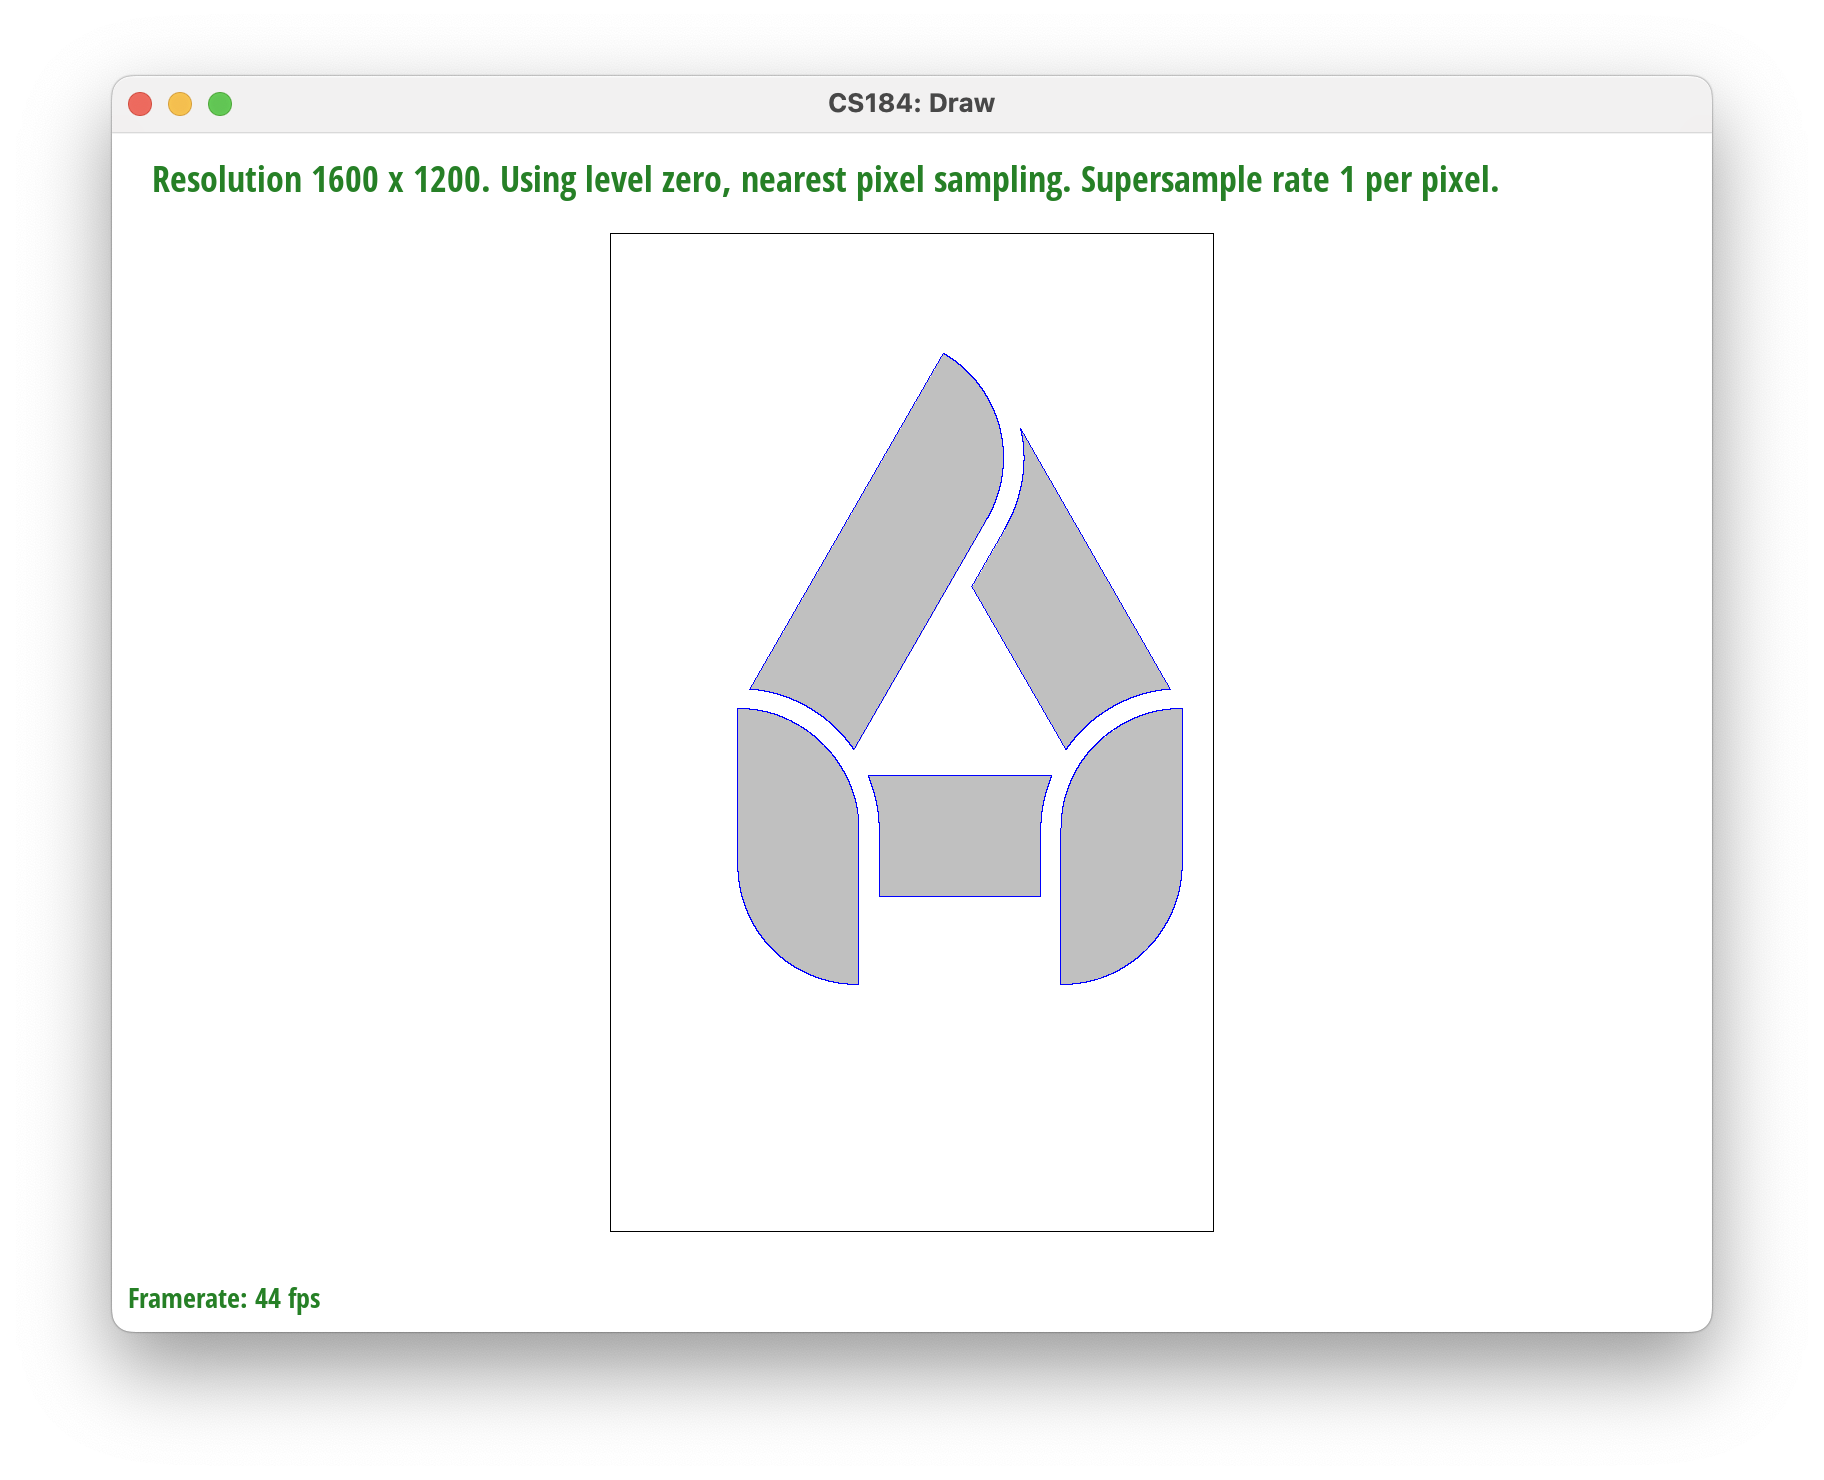 CS184: Draw
Resolution 1600 x 1200. Using level zero, nearest pixel sampling. Supersample rate 1 per pixel.
Framerate: 44 fps